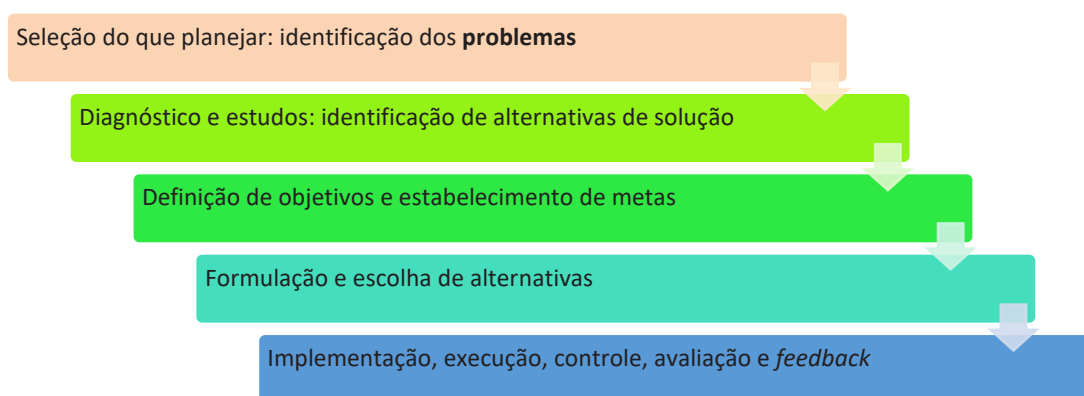 Seleção do que planejar: identificação dos problemas
Diagnóstico e estudos: identificação de alternativas de solução
Definição de objetivos e estabelecimento de metas
Formulação e escolha de alternativas
Implementação, execução, controle, avaliação e feedback